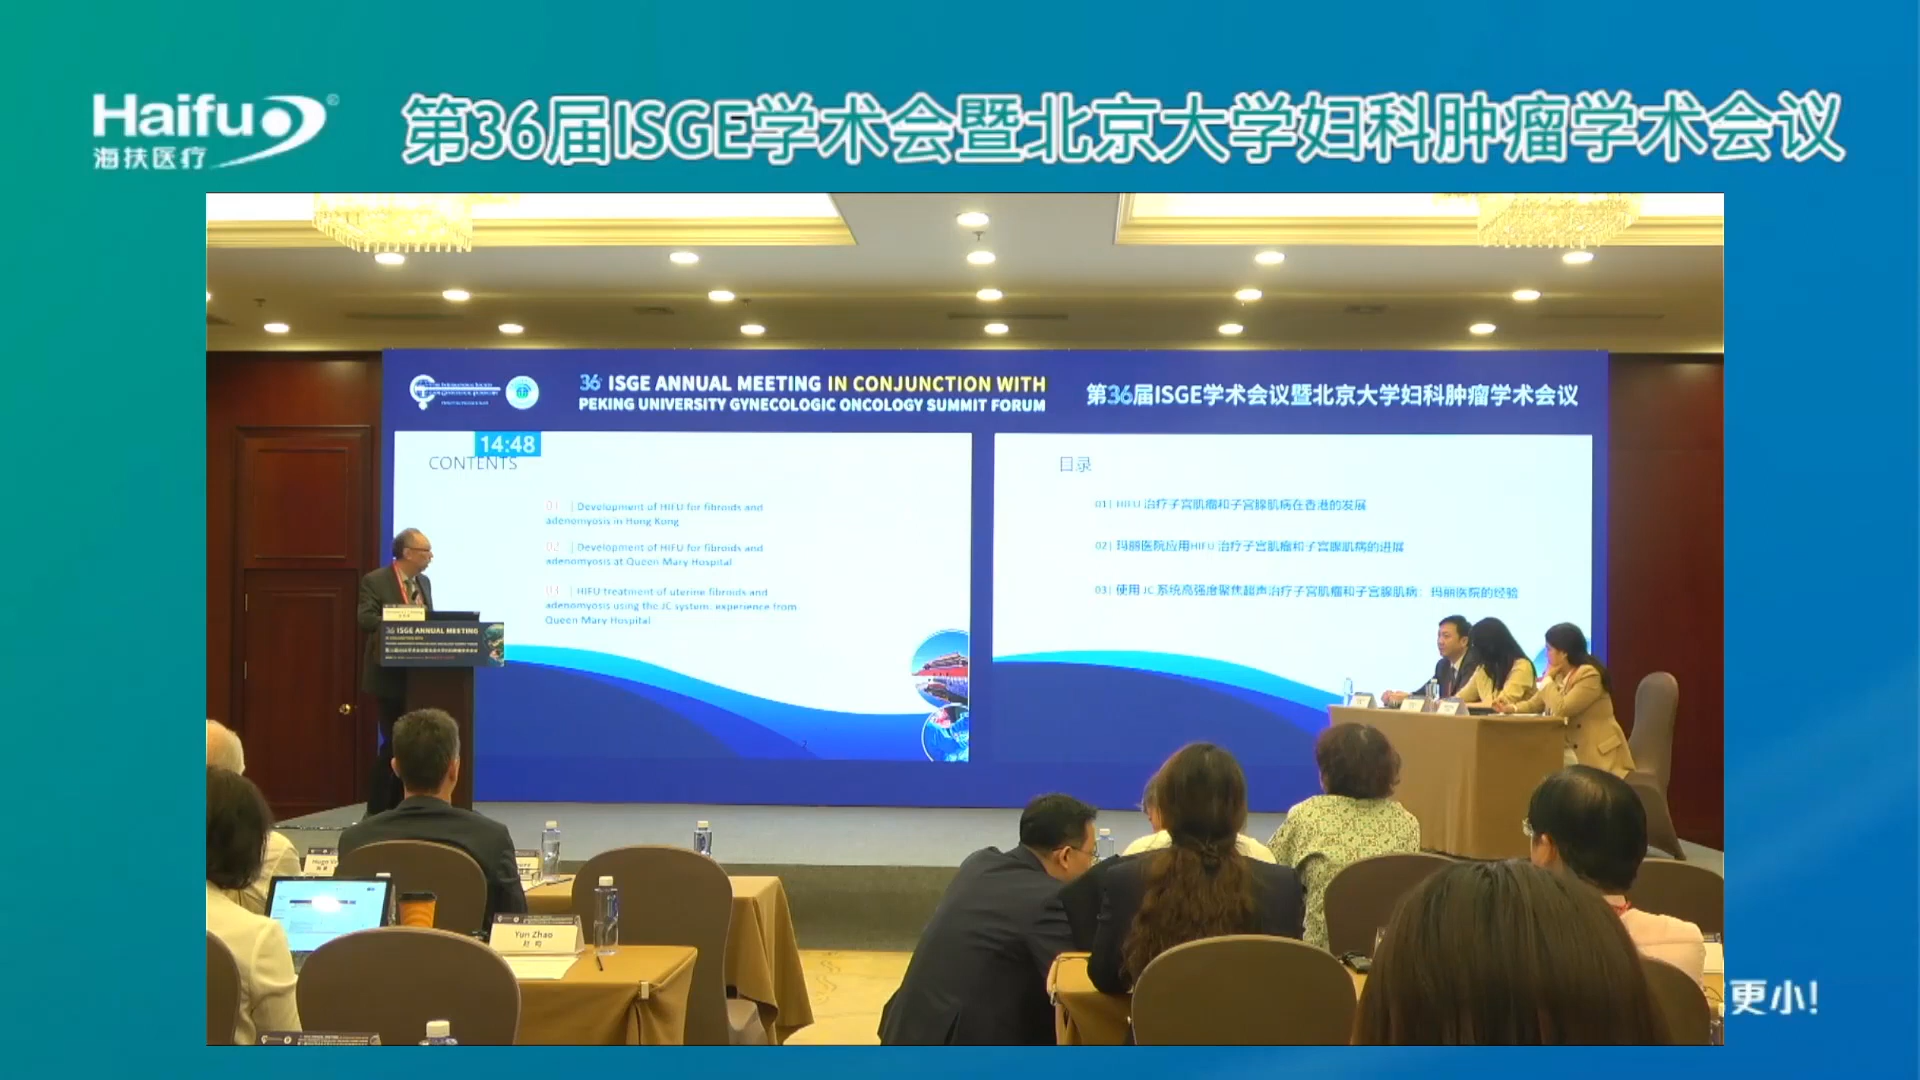 Haifu
海扶医疗
第36届ISGE学术会暨北京大学妇科肿瘤学术会议
36 ISGE ANNUAL MEETING IN CONJUNCTION WITH
PEKING UNIVERSITY GYNECOLOGIC ONCOLOGY SUMMIT FORUM
第36届ISGE学术会议暨北京大学妇科肿瘤学术会议
14:48
CONTENTS
01 | Development of HIFU for fibroids and
adenomyosis in Hong Kong
02 | Development of HIFU for fibroids and
adenomyosis at Queen Mary Hospital
03 | HIFU treatment of uterine fibroids and
adenomyosis using the JC system: experience from
Queen Mary Hospital
目录
01| HIFU 治疗子宫肌瘤和子宫腺肌病在香港的发展
02| 玛丽医院应用HIFU 治疗子宫肌瘤和子宫腺肌病的进展
03| 使用 JC 系统高强度聚焦超声治疗子宫肌瘤和子宫腺肌病：玛丽医院的经验
36 ISGE ANNUAL MEETING
Yun Zhao
更小!